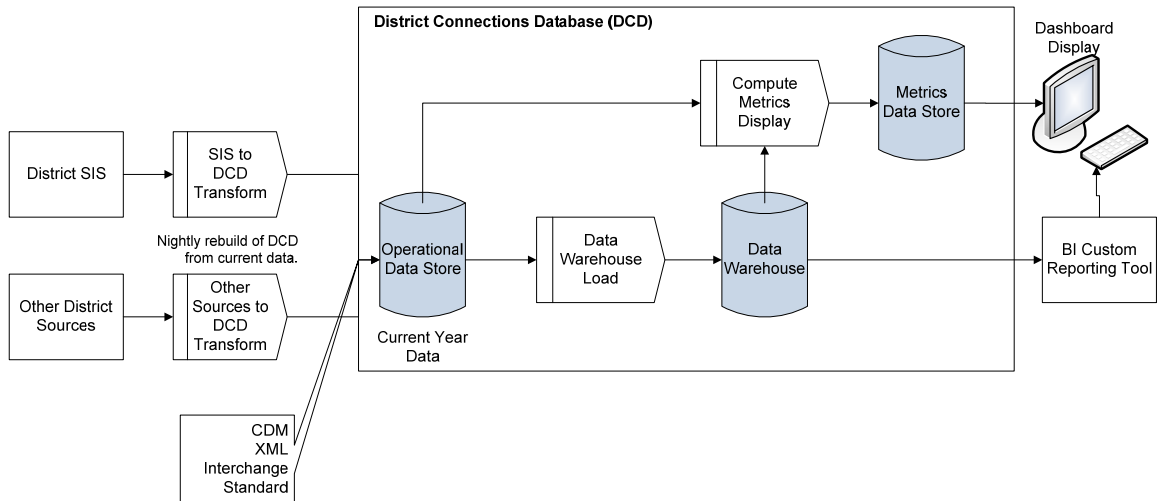 District Connections Database (DCD)
Dashboard
Display
Compute
Metrics
Display
Metrics
Data Store
District SIS
SIS to
DCD
Transform
Nightly rebuild of DCD
from current data.
Operational
Data Store
Data
Warehouse
Load
Data
Warehouse
BI Custom
Reporting Tool
Other District
Sources
Other
Sources to
DCD
Transform
Current Year
Data
CDM
XML
Interchange
Standard